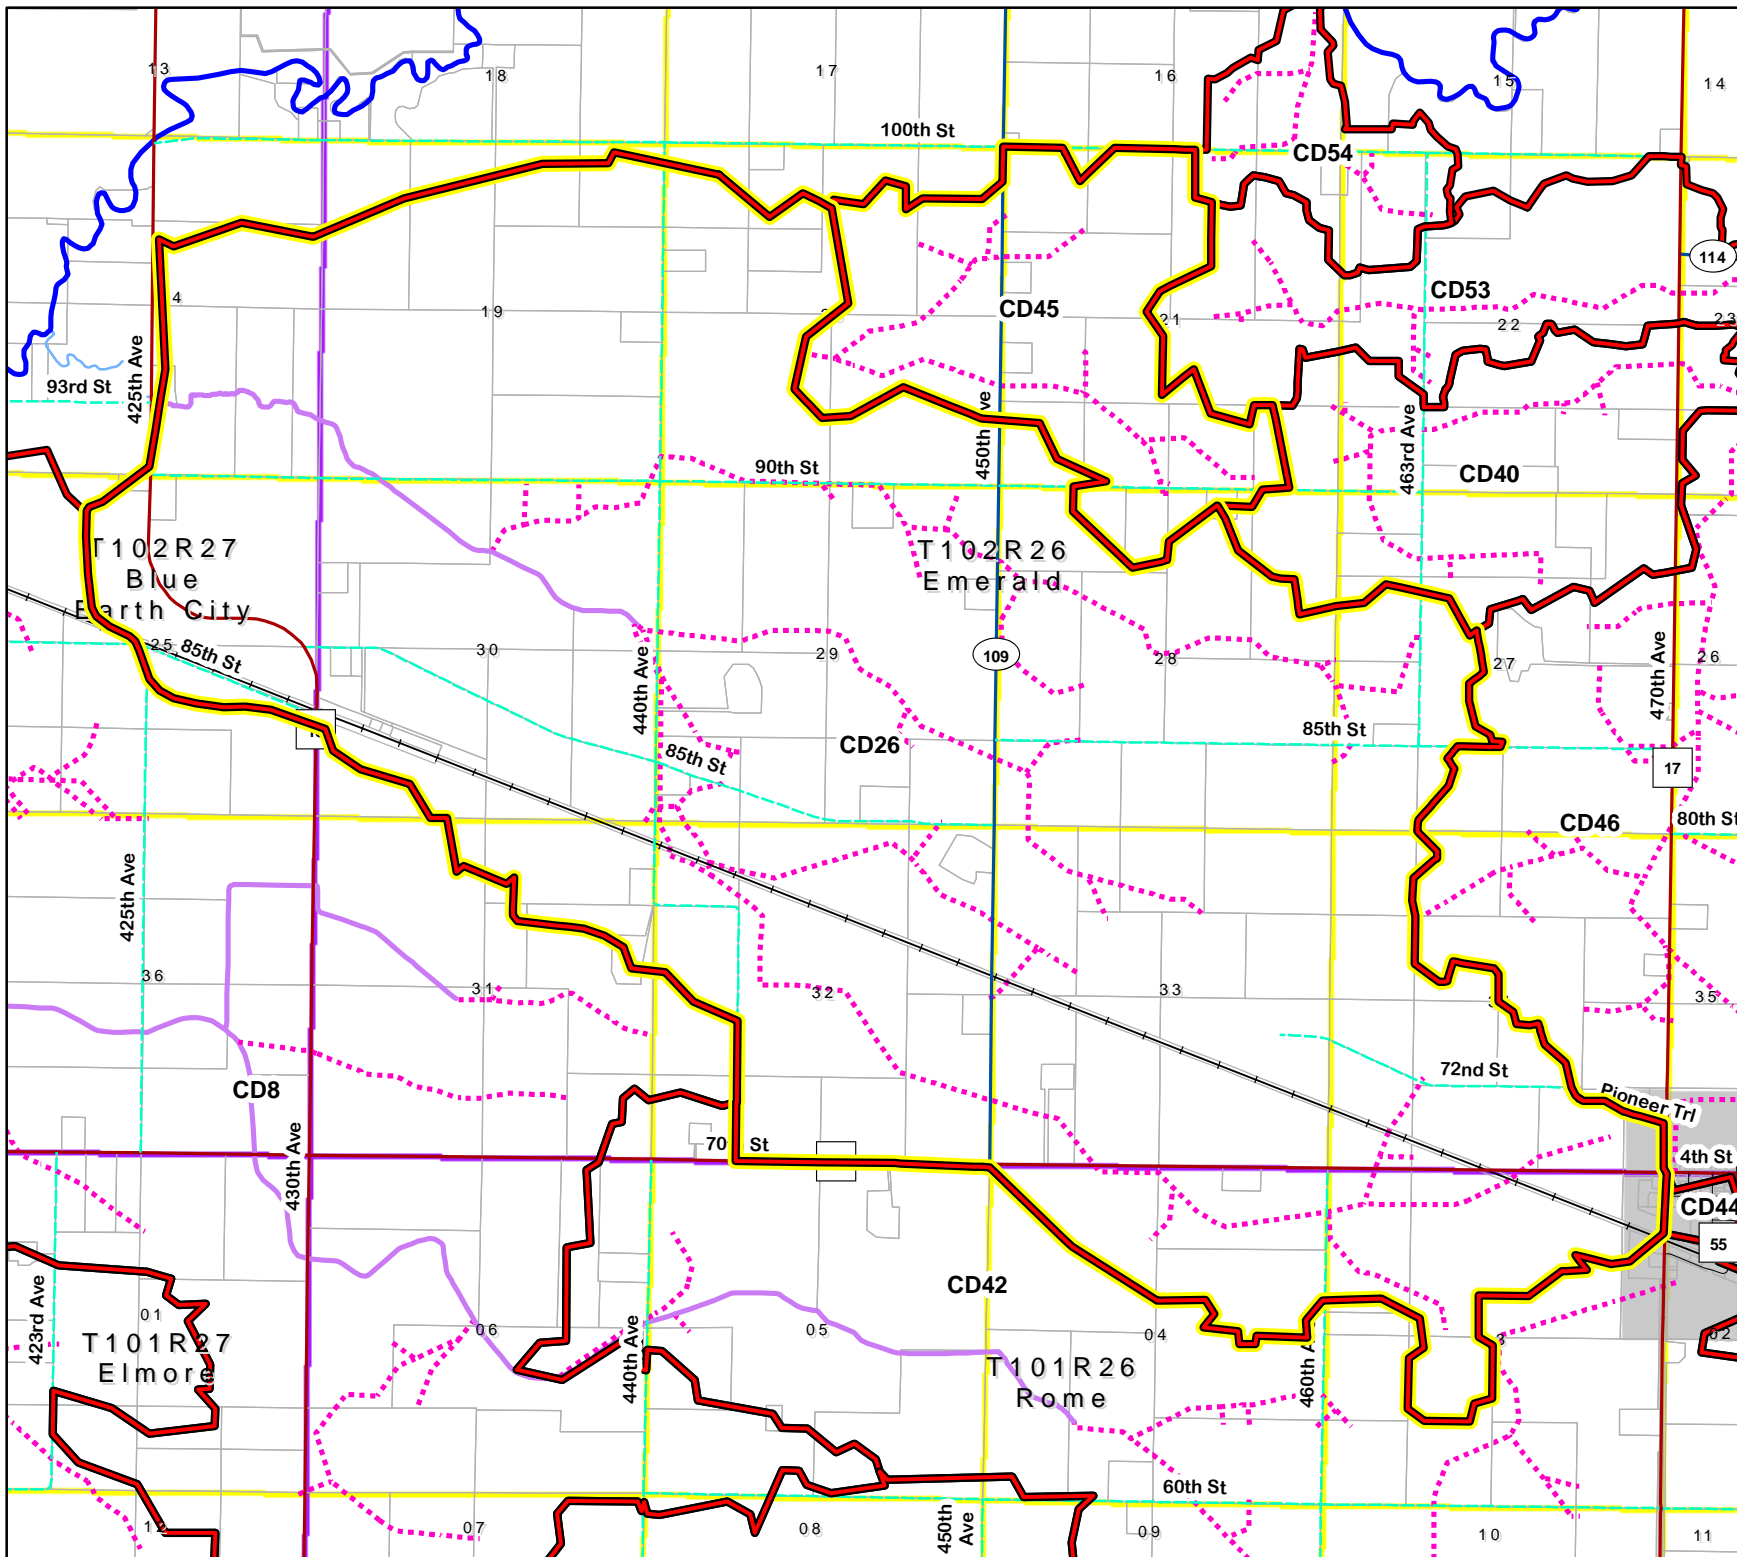 13
18
17
16
15
14
100th St
CD54
114
4
19
CD45
21
CD53
22
23
93rd St
425th Ave
450th
ve
463rd Ave
90th St
CD40
T102R27
Blue
Earth City
T102R26
Emerald
25
85th St
30
29
109
28
27
26
440th Ave
470th Ave
CD26
85th St
85th St
17
CD46
80th St
425th Ave
36
31
32
33
35
CD8
72nd St
Pioneer Trl
430th Ave
70
St
4th St
CD44
55
CD42
423rd Ave
01
T101R27
Elmore
06
440th Ave
05
04
T101R26
Rome
460th A
3
02
60th St
450th
Ave
12
07
08
09
10
11